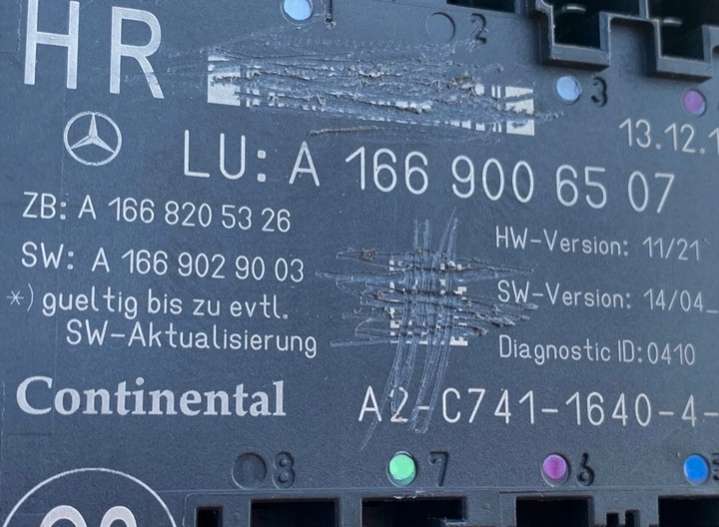 HR
1
2
3
13.12.1
LU: A 166 900 65 07
ZB: A 166 820 53 26
HW-Version: 11/21
SW: A 166 902 90 03
SW-Version: 14/04_
*) gueltig bis zu evtl.
SW-Aktualisierung
Diagnostic ID: 0410
Continental
A2-C741-1640-4-
8
7
6